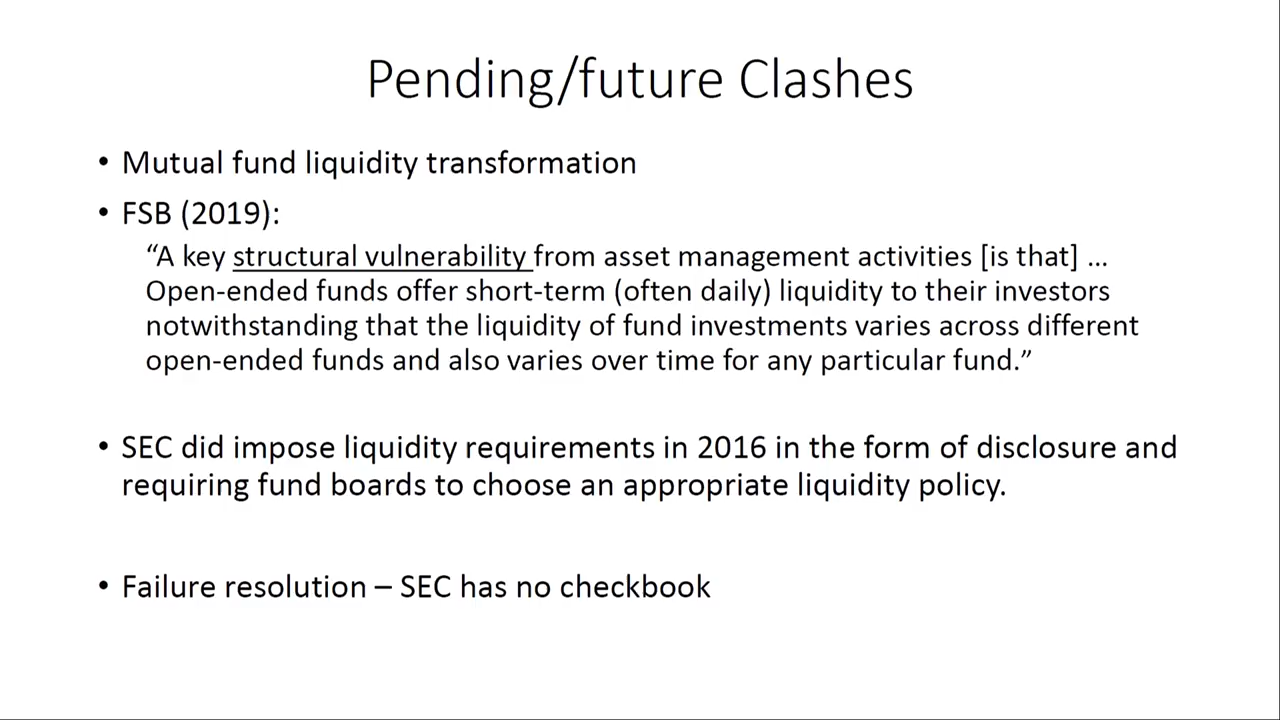 Pending/future Clashes
• Mutual fund liquidity transformation
• FSB (2019):
“A key structural vulnerability from asset management activities [is that] …
Open-ended funds offer short-term (often daily) liquidity to their investors
notwithstanding that the liquidity of fund investments varies across different
open-ended funds and also varies over time for any particular fund.”
• SEC did impose liquidity requirements in 2016 in the form of disclosure and
requiring fund boards to choose an appropriate liquidity policy.
• Failure resolution – SEC has no checkbook